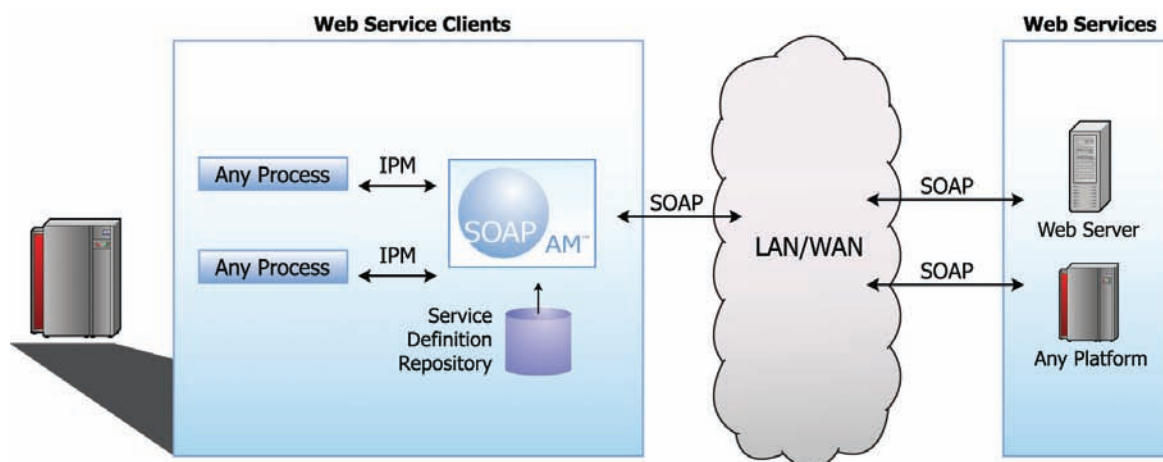 Web Service Clients
Web Services
Any Process
IPM
SOAP AM™
Any Process
IPM
Service
Definition
Repository
SOAP
LAN/WAN
SOAP
Web Server
SOAP
Any Platform